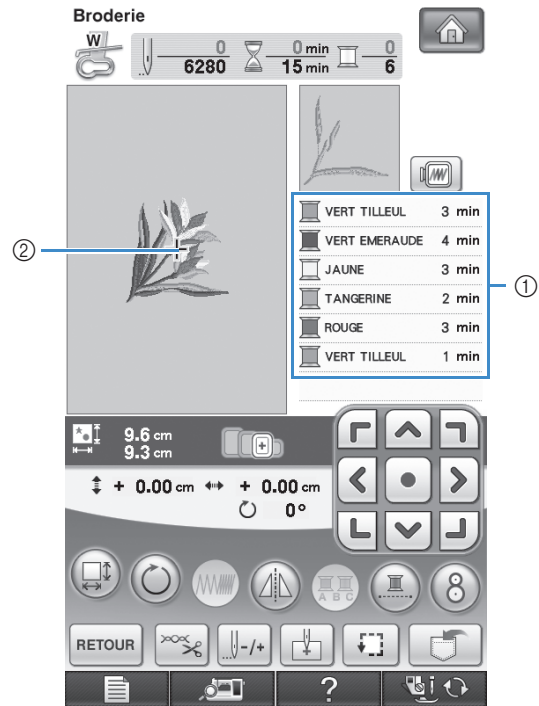 Broderie
W
0 0 min 0
6280 15 min 6
VERT TILLEUL 3 min
VERT EMERAUDE 4 min
②
JAUNE 3 min
①
TANGERINE 2 min
ROUGE 3 min
VERT TILLEUL 1 min
9.6 cm
9.3 cm
+ 0.00 cm + 0.00 cm
0°
A B C
8
RETOUR
-/+
?